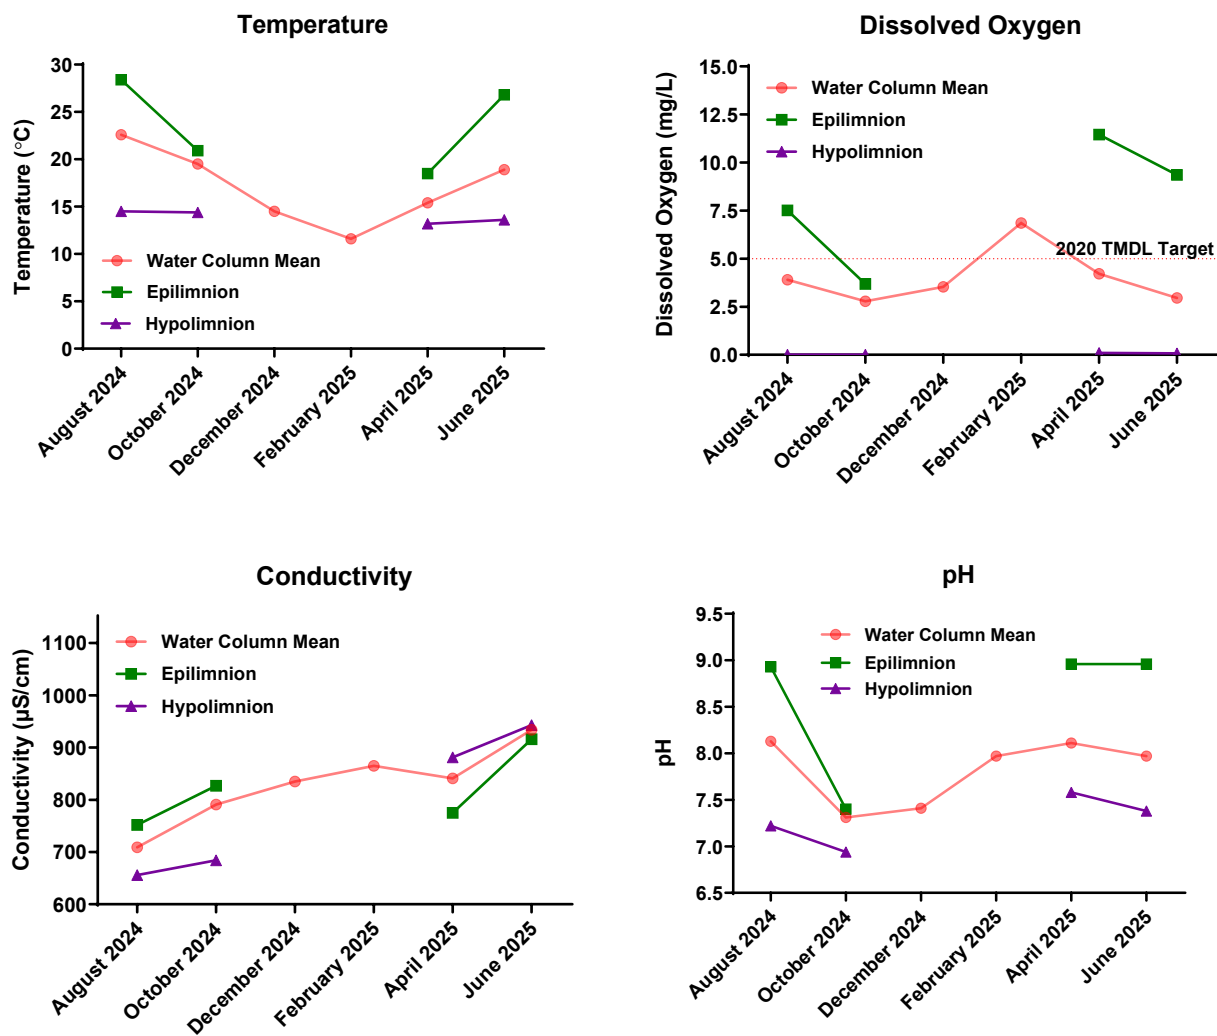 Temperature
Temperature (°C)
30
25
20
15
10
5
0
Water Column Mean
Epilimnion
Hypolimnion
August 2024
October 2024
December 2024
February 2025
April 2025
June 2025
Dissolved Oxygen
Dissolved Oxygen (mg/L)
15.0
12.5
10.0
7.5
5.0
2.5
0.0
Water Column Mean
Epilimnion
Hypolimnion
2020 TMDL Target
August 2024
October 2024
December 2024
February 2025
April 2025
June 2025
Conductivity
Conductivity (µS/cm)
1100
1000
900
800
700
600
Water Column Mean
Epilimnion
Hypolimnion
August 2024
October 2024
December 2024
February 2025
April 2025
June 2025
pH
pH
9.5
9.0
8.5
8.0
7.5
7.0
6.5
Water Column Mean
Epilimnion
Hypolimnion
August 2024
October 2024
December 2024
February 2025
April 2025
June 2025